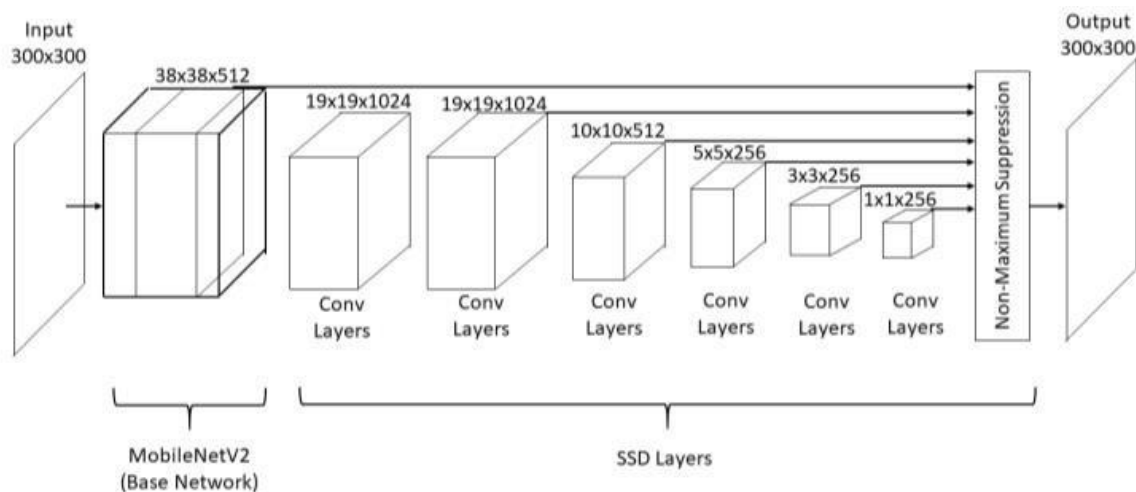 Input
300x300
38x38x512
19x19x1024
19x19x1024
10x10x512
5x5x256
3x3x256
1x1x256
Conv
Layers
Conv
Layers
Conv
Layers
Conv
Layers
Conv
Layers
Conv
Layers
Non-Maximum Suppression
Output
300x300
MobileNetV2
(Base Network)
SSD Layers